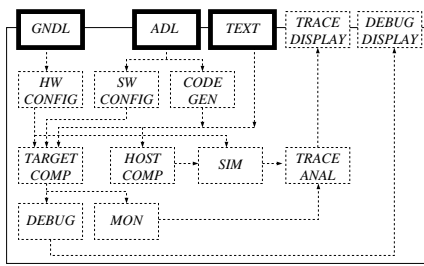 GNDL
ADL
TEXT
TRACE
DISPLAY
DEBUG
DISPLAY
HW
CONFIG
SW
CONFIG
CODE
GEN
TARGET
COMP
HOST
COMP
SIM
TRACE
ANAL
DEBUG
MON